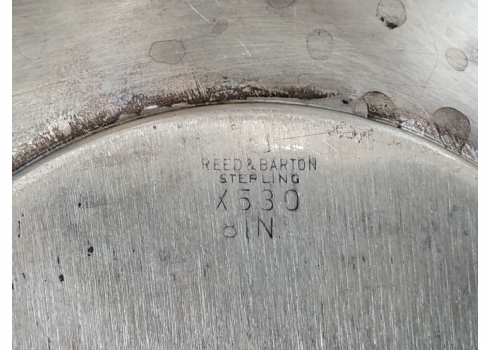 REED & BARTON
STERLING
X530
IN.